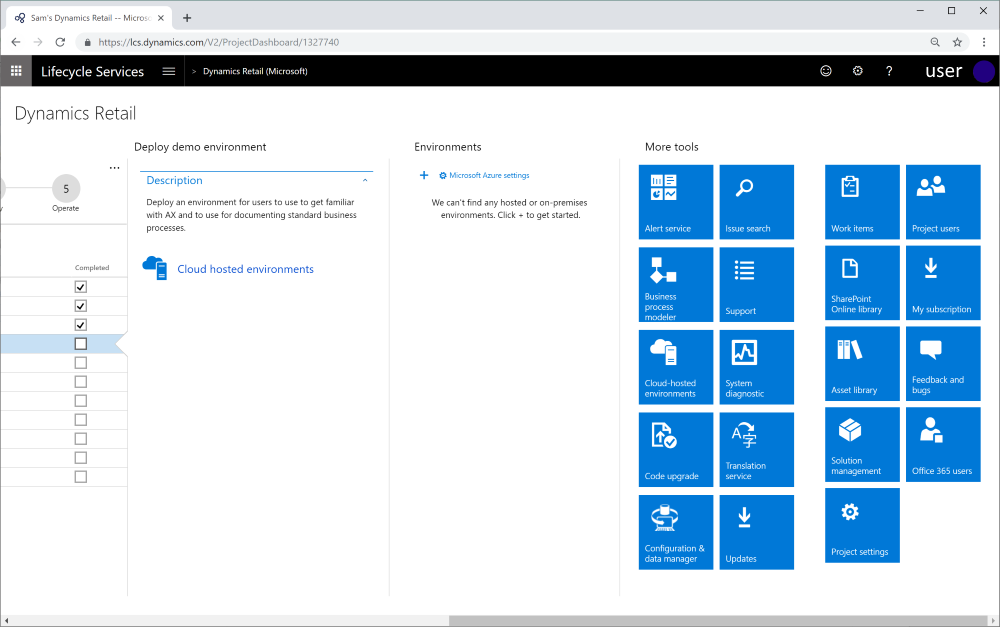 Sam's Dynamics Retail -- Microso
https://lcs.dynamics.com/V2/ProjectDashboard/1327740
Lifecycle Services
> Dynamics Retail (Microsoft)
? user
Dynamics Retail
...
5
Operate
Completed
Deploy demo environment
Description
Deploy an environment for users to use to get familiar
with AX and to use for documenting standard business
processes.
Cloud hosted environments
Environments
+ Microsoft Azure settings
We can't find any hosted or on-premises
environments. Click + to get started.
More tools
Alert service
Issue search
Work items
Project users
Business
process
modeler
Support
SharePoint
Online library
My subscription
Cloud-hosted
environments
System
diagnostic
Asset library
Feedback and
bugs
Code upgrade
A字
Translation
service
Solution
management
Office 365 users
Configuration &
data manager
Updates
Project settings